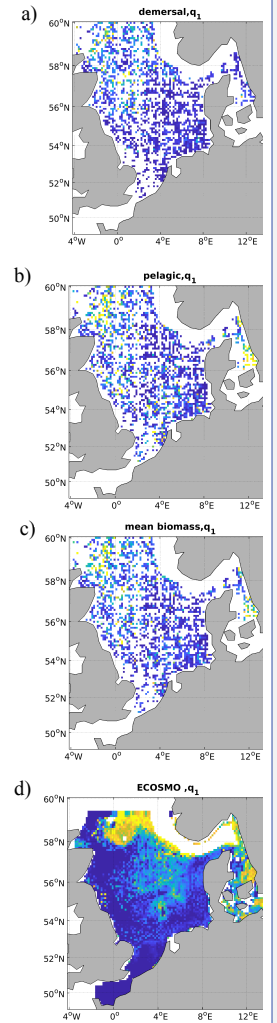 a) demersal,q₁
60°N
58°N
56°N
54°N
52°N
50°N
4°W 0° 4°E 8°E 12°E
b) pelagic,q₁
60°N
58°N
56°N
54°N
52°N
50°N
4°W 0° 4°E 8°E 12°E
c) mean biomass,q₁
60°N
58°N
56°N
54°N
52°N
50°N
4°W 0° 4°E 8°E 12°E
d) ECOSMO ,q₁
60°N
58°N
56°N
54°N
52°N
50°N
4°W 0° 4°E 8°E 12°E